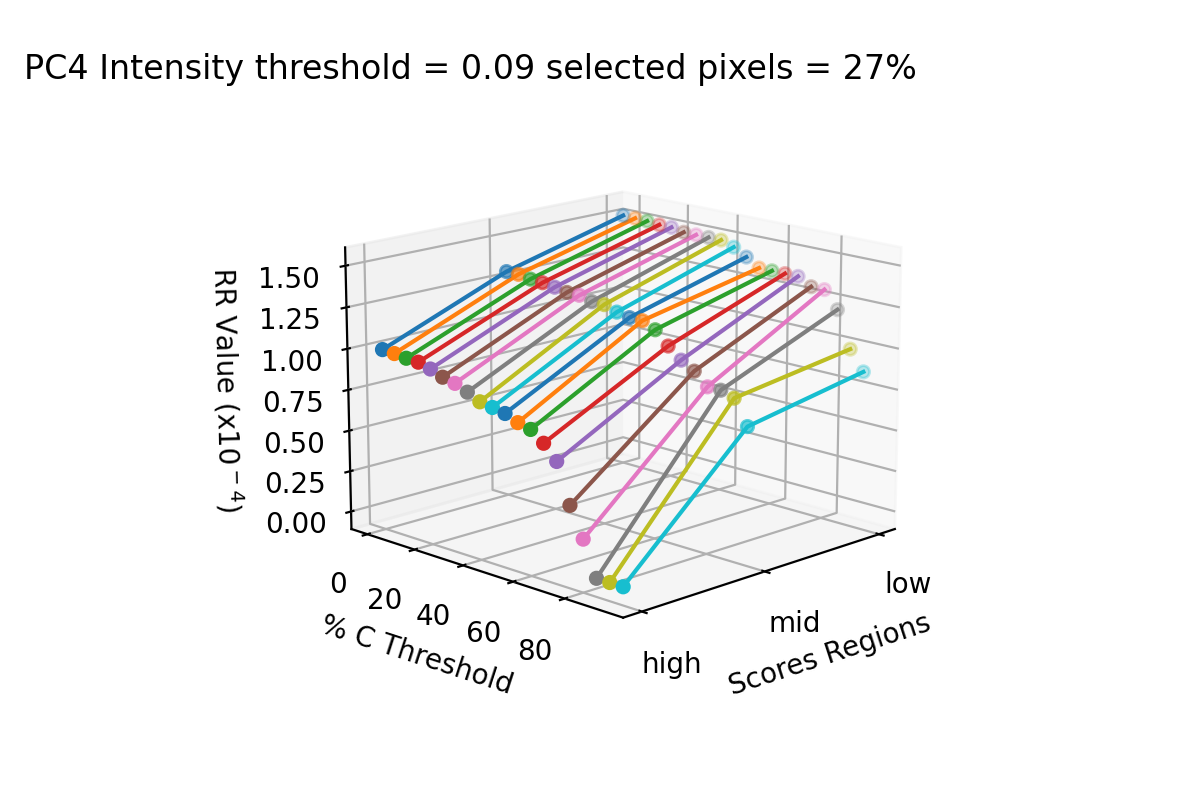 PC4 Intensity threshold = 0.09 selected pixels = 27%
RR Value (x10⁻⁴)
1.50
1.25
1.00
0.75
0.50
0.25
0.00
0
20
40
60
80
% C Threshold
high
mid
low
Scores Regions